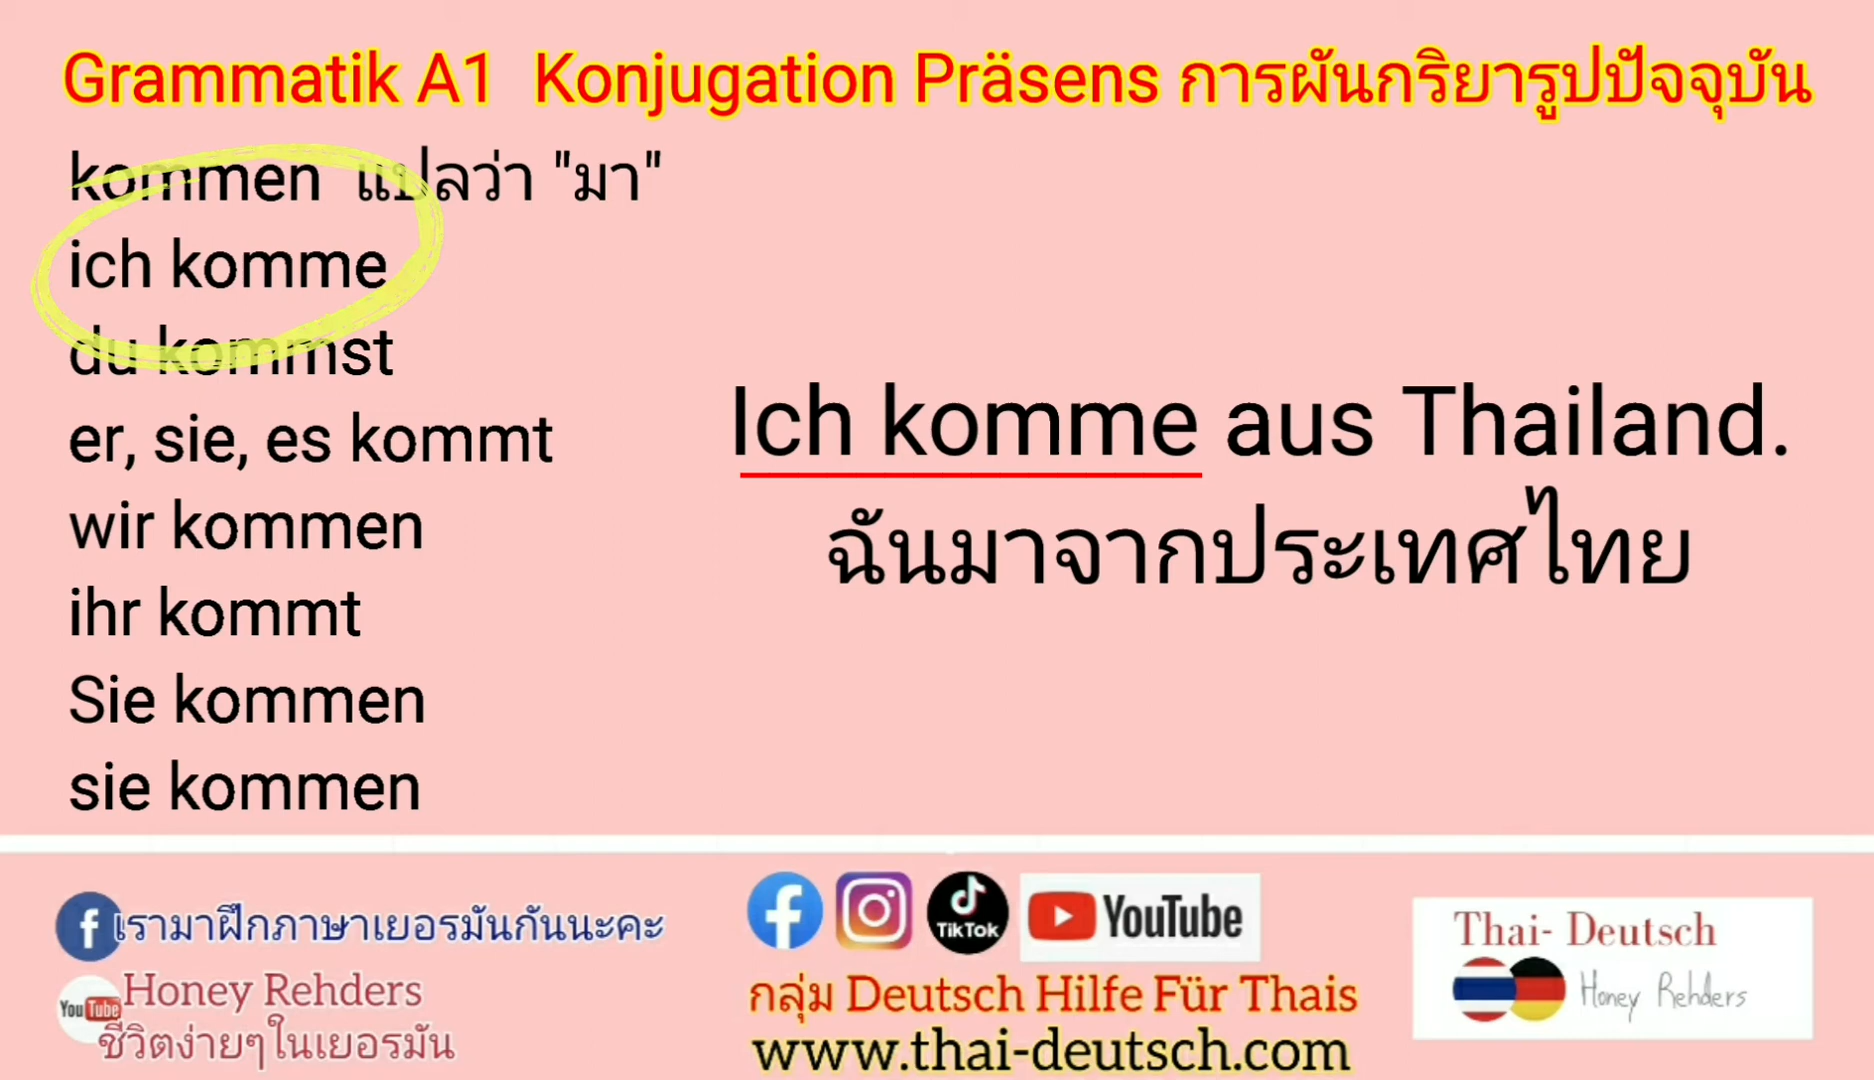 Grammatik A1 Konjugation Präsens การผันกริยารูปปัจจุบัน
kommen แปลว่า "มา"
ich komme
du kommst
er, sie, es kommt
wir kommen
ihr kommt
Sie kommen
sie kommen
Ich komme aus Thailand.
ฉันมาจากประเทศไทย
เรามาฝึกภาษาเยอรมันกันนะคะ
YouTube Honey Rehders
ชีวิตง่ายๆในเยอรมัน
TikTok YouTube
กลุ่ม Deutsch Hilfe Für Thais
www.thai-deutsch.com
Thai- Deutsch
Honey Rehders